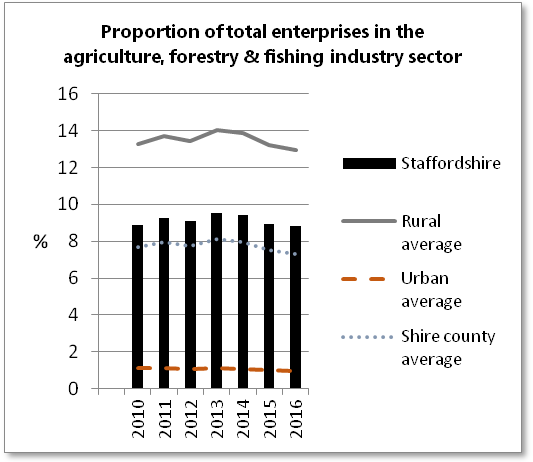 Proportion of total enterprises in the
agriculture, forestry & fishing industry sector
16
14
12
10
8
6
4
2
0
%
2010
2011
2012
2013
2014
2015
2016
Staffordshire
Rural
average
Urban
average
Shire county
average